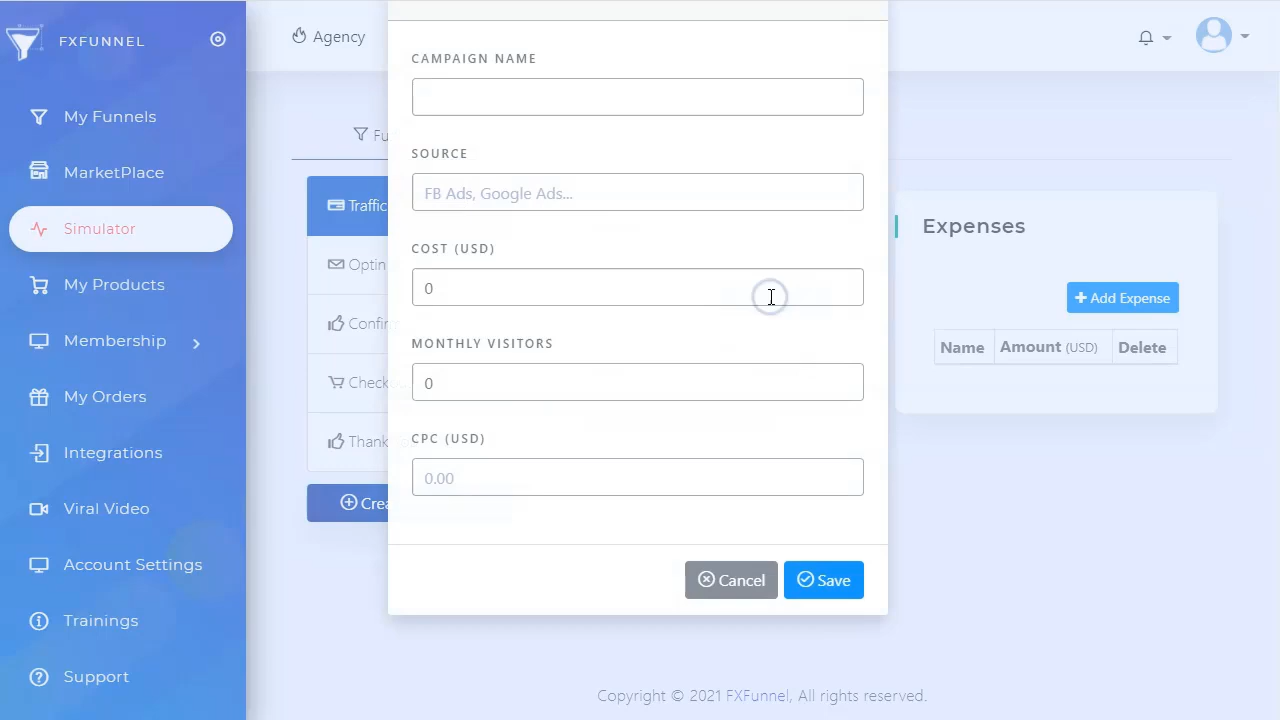 FXFUNNEL
My Funnels
MarketPlace
Simulator
My Products
Membership
My Orders
Integrations
Viral Video
Account Settings
Trainings
Support
Agency
Traffic
CAMPAIGN NAME
SOURCE
FB Ads, Google Ads...
COST (USD)
0
MONTHLY VISITORS
0
CPC (USD)
0.00
Cancel
Save
Expenses
Add Expense
Name Amount (USD) Delete
Copyright © 2021 FXFunnel, All rights reserved.